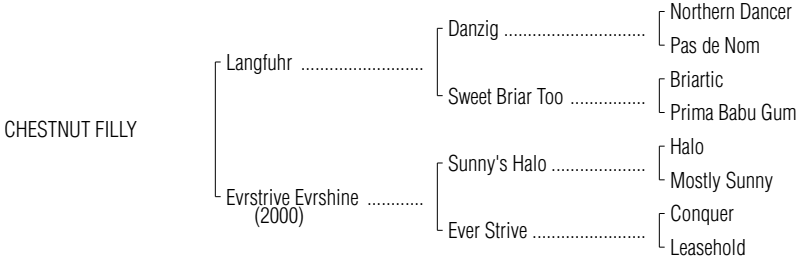 Northern Dancer
Danzig ..............................
Pas de Nom
Langfuhr ..........................
Briartic
Sweet Briar Too ................
Prima Babu Gum
CHESTNUT FILLY
Halo
Sunny's Halo ....................
Mostly Sunny
Evrstrive Evrshine ............
(2000)
Conquer
Ever Strive ........................
Leasehold